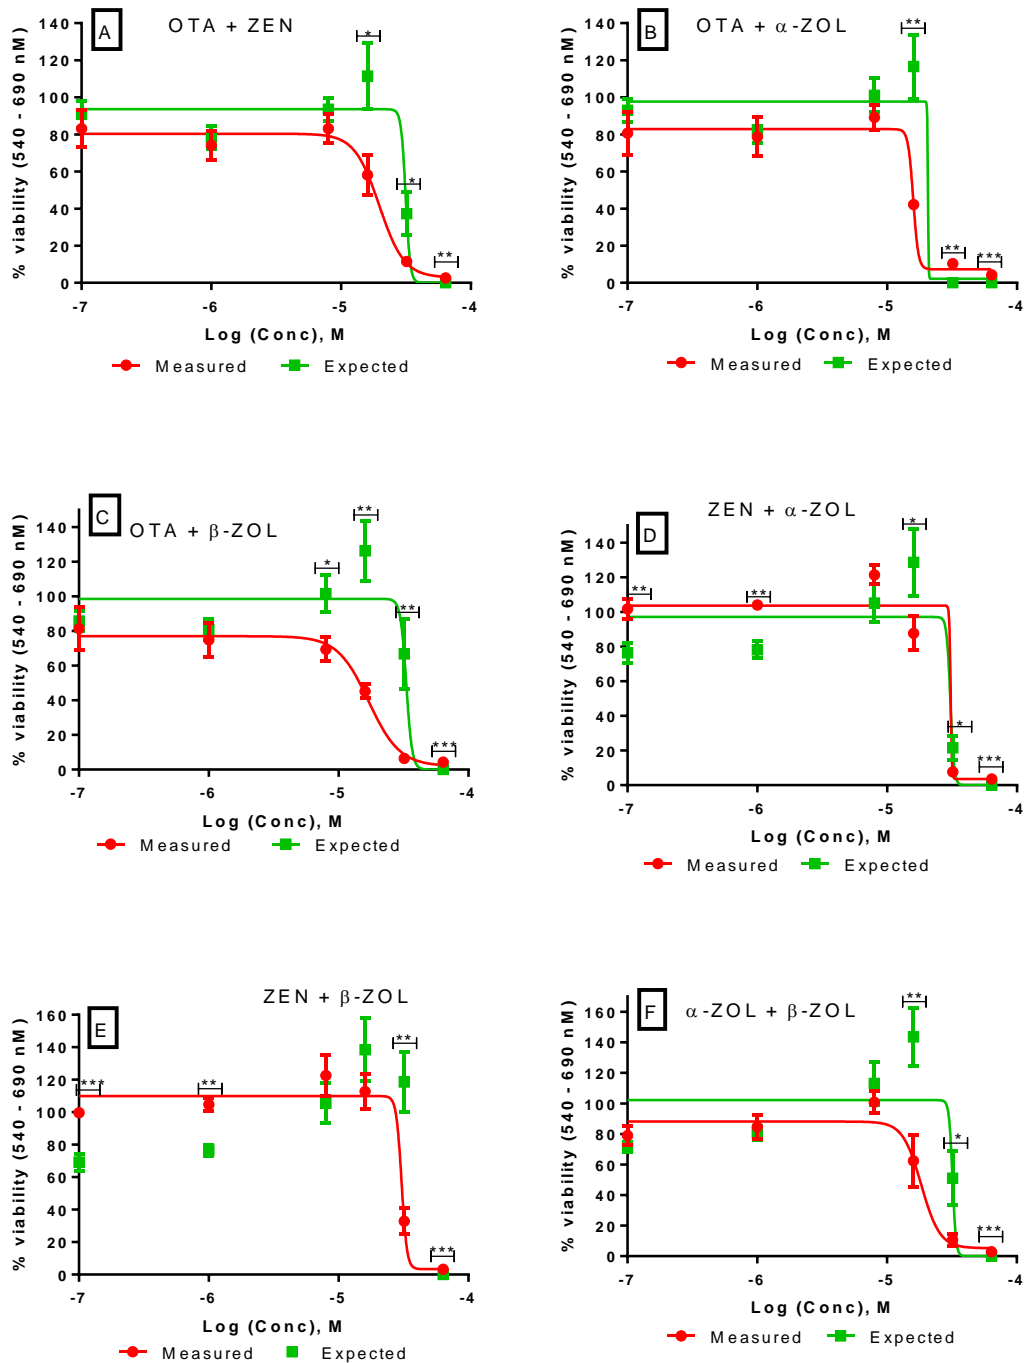 A OTA + ZEN
% viability (540 - 690 nM)
140
120
100
80
60
40
20
0
* * **
-7 -6 -5 -4
Log (Conc), M
Measured Expected
B OTA + α-ZOL
% viability (540 - 690 nM)
140
120
100
80
60
40
20
0
** ** ***
-7 -6 -5 -4
Log (Conc), M
Measured Expected
C OTA + β-ZOL
% viability (540 - 690 nM)
140
120
100
80
60
40
20
0
* ** ** ***
-7 -6 -5 -4
Log (Conc), M
Measured Expected
D ZEN + α-ZOL
% viability (540 - 690 nM)
140
120
100
80
60
40
20
0
** ** * * ***
-7 -6 -5 -4
Log (Conc), M
Measured Expected
E ZEN + β-ZOL
% viability (540 - 690 nM)
160
140
120
100
80
60
40
20
0
*** ** ** ***
-7 -6 -5 -4
Log (Conc), M
Measured Expected
F α-ZOL + β-ZOL
% viability (540 - 690 nM)
160
140
120
100
80
60
40
20
0
** * ***
-7 -6 -5 -4
Log (Conc), M
Measured Expected